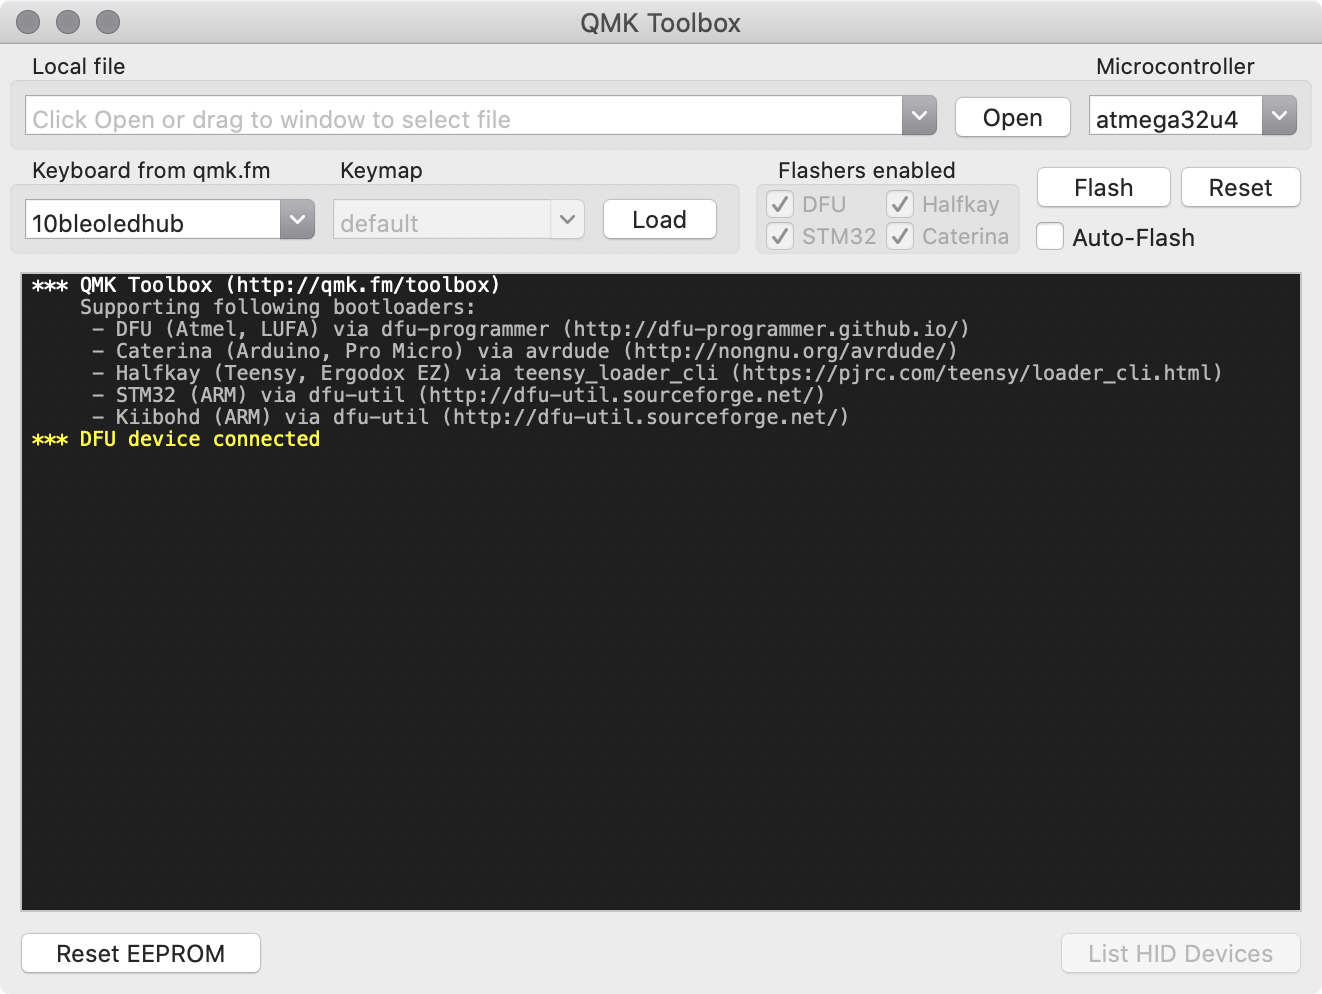 QMK Toolbox
Local file
Microcontroller
Click Open or drag to window to select file
Open
atmega32u4
Keyboard from qmk.fm
Keymap
Flashers enabled
10bleoledhub
default
Load
DFU
Halfkay
STM32
Caterina
Flash
Reset
Auto-Flash
*** QMK Toolbox (http://qmk.fm/toolbox)
Supporting following bootloaders:
– DFU (Atmel, LUFA) via dfu-programmer (http://dfu-programmer.github.io/)
– Caterina (Arduino, Pro Micro) via avrdude (http://nongnu.org/avrdude/)
– Halfkay (Teensy, Ergodox EZ) via teensy_loader_cli (https://pjrc.com/teensy/loader_cli.html)
– STM32 (ARM) via dfu-util (http://dfu-util.sourceforge.net/)
– Kiibohd (ARM) via dfu-util (http://dfu-util.sourceforge.net/)
*** DFU device connected
Reset EEPROM
List HID Devices